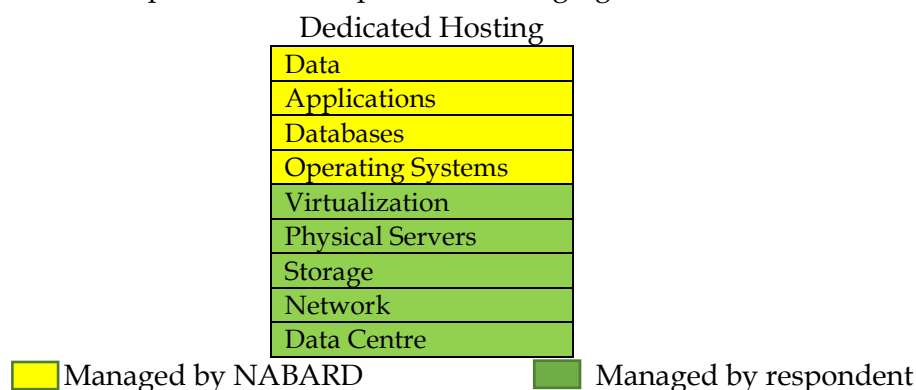 Dedicated Hosting
Data
Applications
Databases
Operating Systems
Virtualization
Physical Servers
Storage
Network
Data Centre
Managed by NABARD Managed by respondent